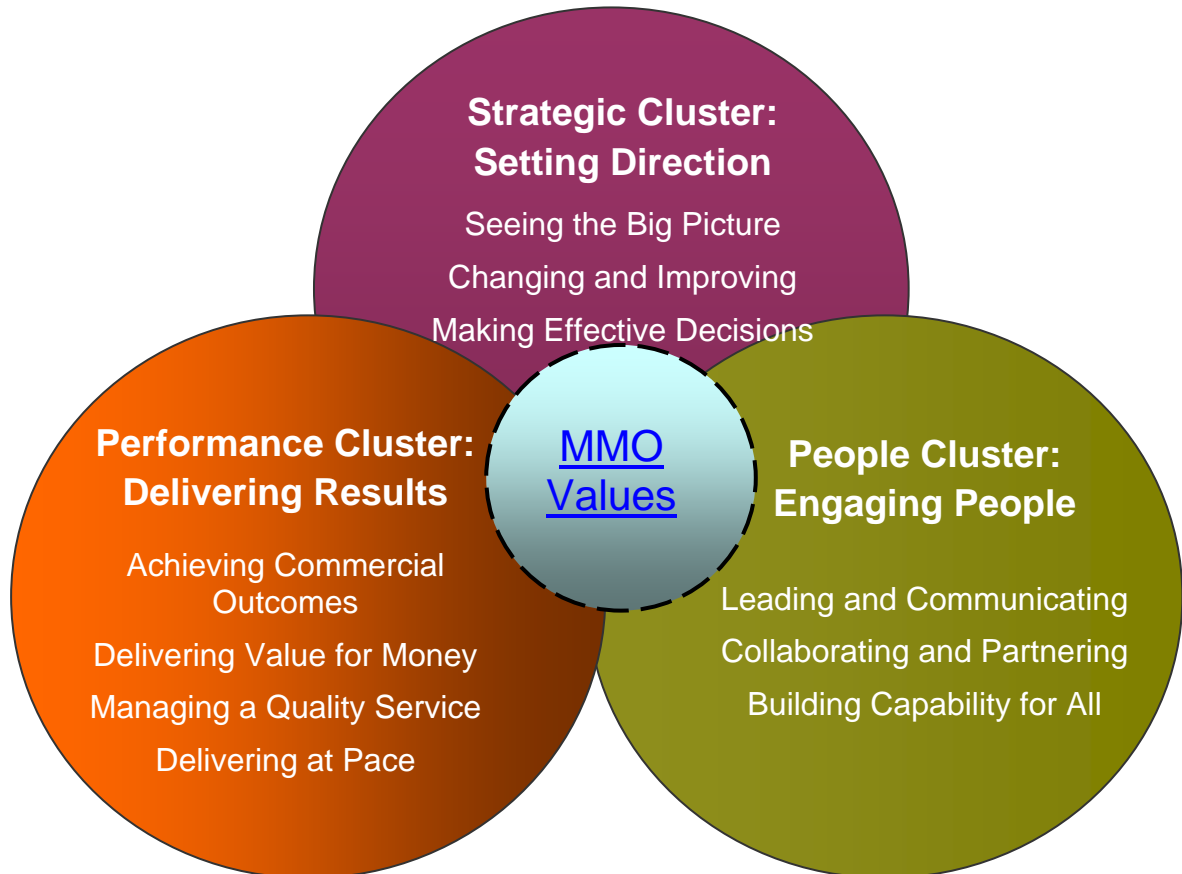 Strategic Cluster:
Setting Direction
Seeing the Big Picture
Changing and Improving
Making Effective Decisions
Performance Cluster:
Delivering Results
Achieving Commercial
Outcomes
Delivering Value for Money
Managing a Quality Service
Delivering at Pace
MMO
Values
People Cluster:
Engaging People
Leading and Communicating
Collaborating and Partnering
Building Capability for All